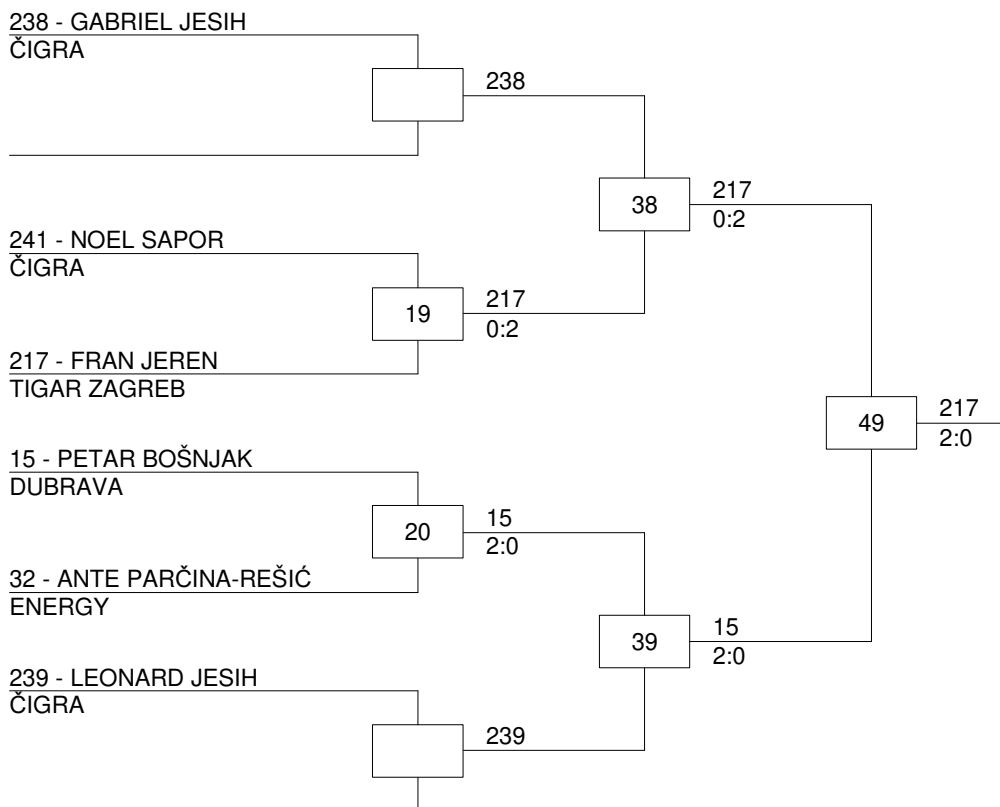 238 - GABRIEL JESIH
ČIGRA
238
38
217
0:2
241 - NOEL SAPOR
ČIGRA
19
217
0:2
217 - FRAN JEREN
TIGAR ZAGREB
49
217
2:0
15 - PETAR BOŠNJAK
DUBRAVA
20
15
2:0
32 - ANTE PARČINA-REŠIĆ
ENERGY
39
15
2:0
239 - LEONARD JESIH
ČIGRA
239